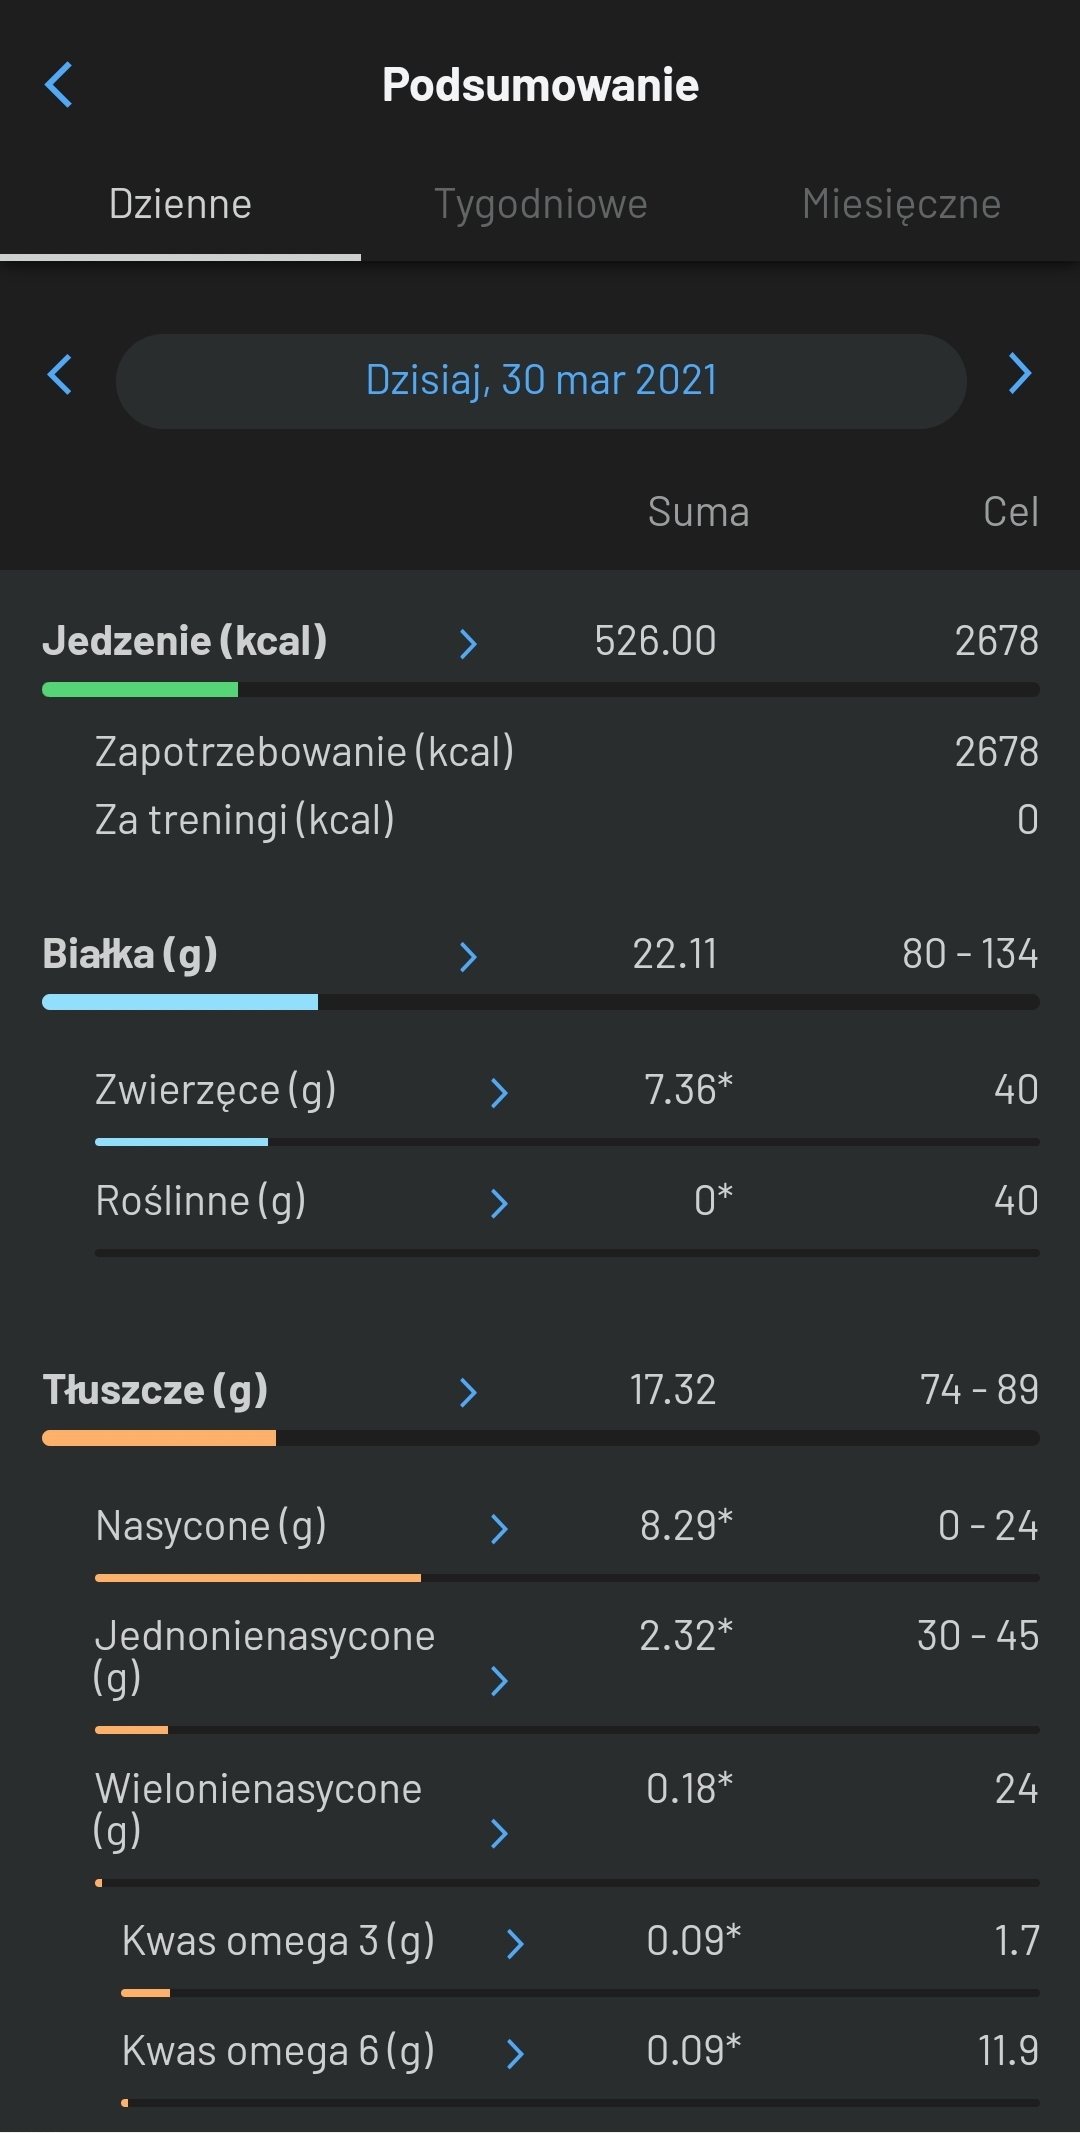 Podsumowanie
Dzienne Tygodniowe Miesięczne
Dzisiaj, 30 mar 2021
Suma Cel
Jedzenie (kcal) 526.00 2678
Zapotrzebowanie (kcal) 2678
Za treningi (kcal) 0
Białka (g) 22.11 80 - 134
Zwierzęce (g) 7.36* 40
Roślinne (g) 0* 40
Tłuszcze (g) 17.32 74 - 89
Nasycone (g) 8.29* 0 - 24
Jednonienasycone 2.32* 30 - 45
(g)
Wielonienasycone 0.18* 24
(g)
Kwas omega 3 (g) 0.09* 1.7
Kwas omega 6 (g) 0.09* 11.9